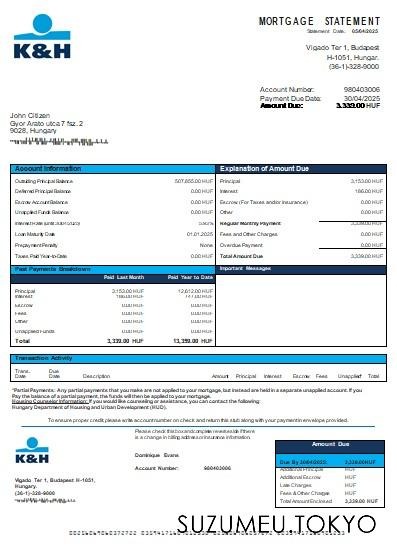 MORTGAGE STATEMENT
Statement Date: 05/04/2025
K&H
Vigado Ter 1, Budapest
H-1051, Hungar.
(36-1)-328-9000
Account Number: 980403006
Payment Due Date: 30/04/2025
Amount Due: 3,339.00 HUF
John Citizen
Gyor Arato utca 7 fsz. 2
9028, Hungary
Account Information
Outstanding Principal Balance 507,855.00 HUF
Deferred Principal Balance 0.00 HUF
Escrow Account Balance 0.00 HUF
Unapplied Funds Balance 0.00 HUF
Interest Rate (until 30/4/2025)
Loan Maturity Date 01.01.2025
Prepayment Penalty None
Taxes Paid Year-to-Date 0.00 HUF
Explanation of Amount Due
Principal 3,153.00 HUF
Interest 186.00 HUF
Escrow (For Taxes and/or Insurance) 0.00 HUF
Other 0.00 HUF
Regular Monthly Payment 3,339.00 HUF
Fees and Other Charges 0.00 HUF
Overdue Payment 0.00 HUF
Total Amount Due 3,339.00 HUF
Past Payments Breakdown
Paid Last Month Paid Year to Date
Principal 3,153.00 HUF 12,612.00 HUF
Interest 186.00 HUF 747.00 HUF
Escrow 0.00 HUF 0.00 HUF
Fees 0.00 HUF 0.00 HUF
Other 0.00 HUF 0.00 HUF
Unapplied Funds 0.00 HUF 0.00 HUF
Total 3,339.00 HUF 13,359.00 HUF
Important Messages
Transaction Activity
Trans. Date Due Date Description Amount Principal Interest Escrow Fees Unapplied Total
*Partial Payments: Any partial payments that you make are not applied to your mortgage, but instead are held in a separate unapplied account. If you
Pay the balance of a partial payment, the funds will then be applied to your mortgage.
Housing Counselor Information: If you would like counseling or assistance, you can contact the following:
Hungary Department of Housing and Urban Development (HUD).
To ensure proper credit please write account number on check and return this stub along with your payment in envelope provided.
K&H
Vigado Ter 1, Budapest H-1051,
Hungary.
(36-1)-328-9000
Please check this box and complete reverse side if there
is a change in billing address or insurance information.
Dominique Evans
Account Number: 980403006
Amount Due
Due By 30/04/2025: 3,339.00 HUF
Additional Principal HUF
Additional Escrow HUF
Late Charges HUF
Fees & Other Charges HUF
Total Amount Enclosed HUF
SUZUMEU.TOKYO